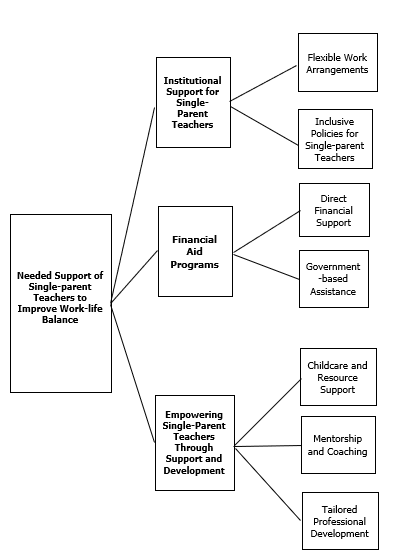 Needed Support of
Single-parent
Teachers to
Improve Work-life
Balance
Institutional
Support for
Single-
Parent
Teachers
Flexible Work
Arrangements
Inclusive
Policies for
Single-parent
Teachers
Financial
Aid
Programs
Direct
Financial
Support
Government
-based
Assistance
Empowering
Single-Parent
Teachers
Through
Support and
Development
Childcare and
Resource
Support
Mentorship
and Coaching
Tailored
Professional
Development